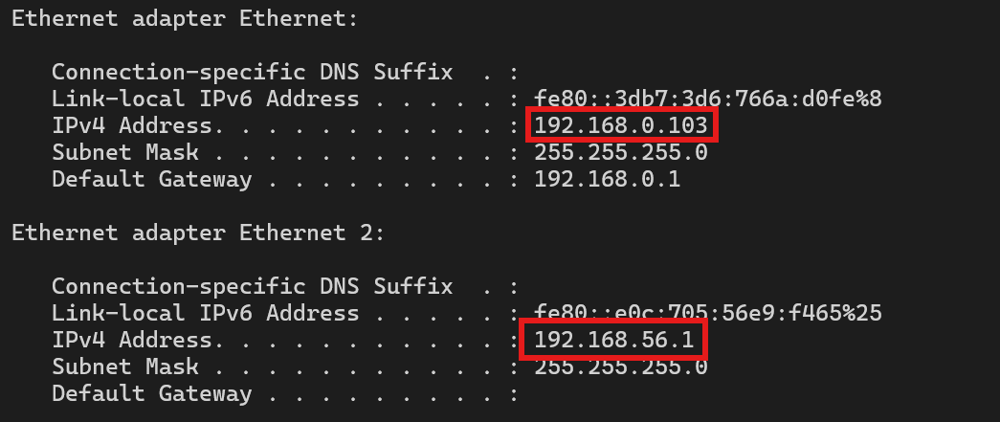 Ethernet adapter Ethernet:
Connection-specific DNS Suffix  . :
Link-local IPv6 Address . . . . . : fe80::3db7:3d6:766a:d0fe%8
IPv4 Address. . . . . . . . . . . : 192.168.0.103
Subnet Mask . . . . . . . . . . . : 255.255.255.0
Default Gateway . . . . . . . . . : 192.168.0.1
Ethernet adapter Ethernet 2:
Connection-specific DNS Suffix  . :
Link-local IPv6 Address . . . . . : fe80::e0c:705:56e9:f465%25
IPv4 Address. . . . . . . . . . . : 192.168.56.1
Subnet Mask . . . . . . . . . . . : 255.255.255.0
Default Gateway . . . . . . . . . :